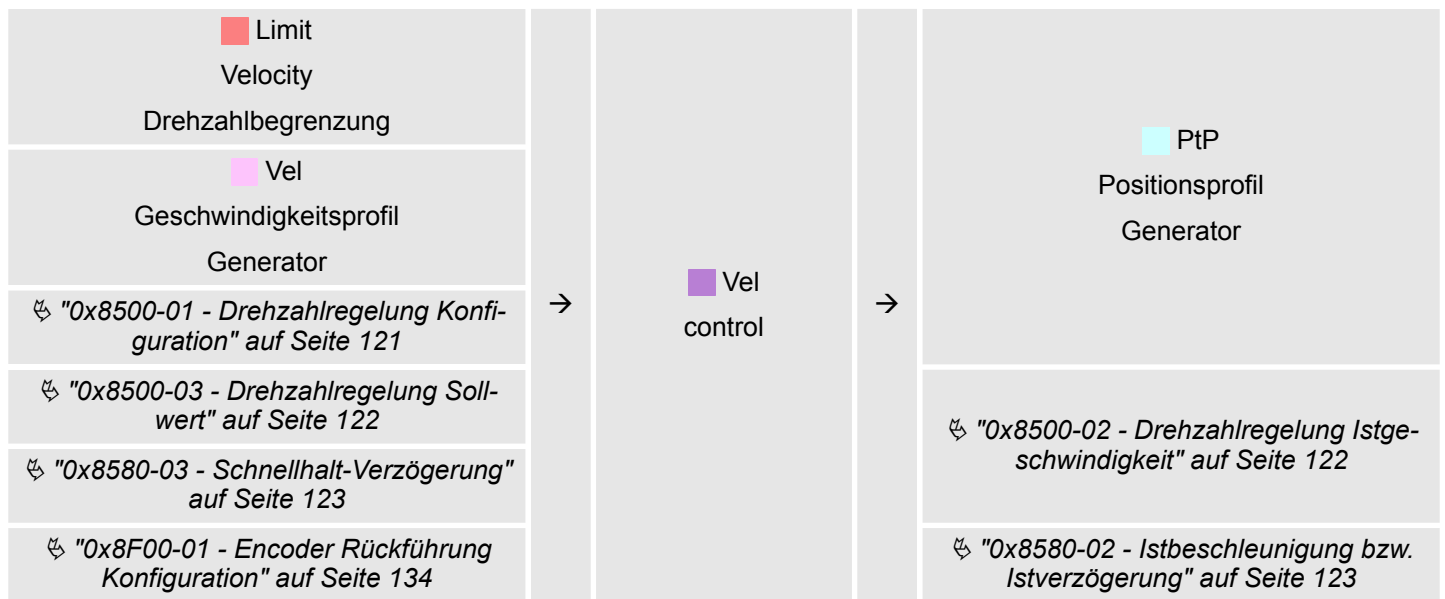 Limit
Velocity
Drehzahlbegrenzung
Vel
Geschwindigkeitsprofil
Generator
"0x8500-01 - Drehzahlregelung Konfi-
guration" auf Seite 121
"0x8500-03 - Drehzahlregelung Soll-
wert" auf Seite 122
"0x8580-03 - Schnellhalt-Verzögerung"
auf Seite 123
"0x8F00-01 - Encoder Rückführung
Konfiguration" auf Seite 134
→
Vel
control
→
PtP
Positionsprofil
Generator
"0x8500-02 - Drehzahlregelung Istge-
schwindigkeit" auf Seite 122
"0x8580-02 - Istbeschleunigung bzw.
Istverzögerung" auf Seite 123